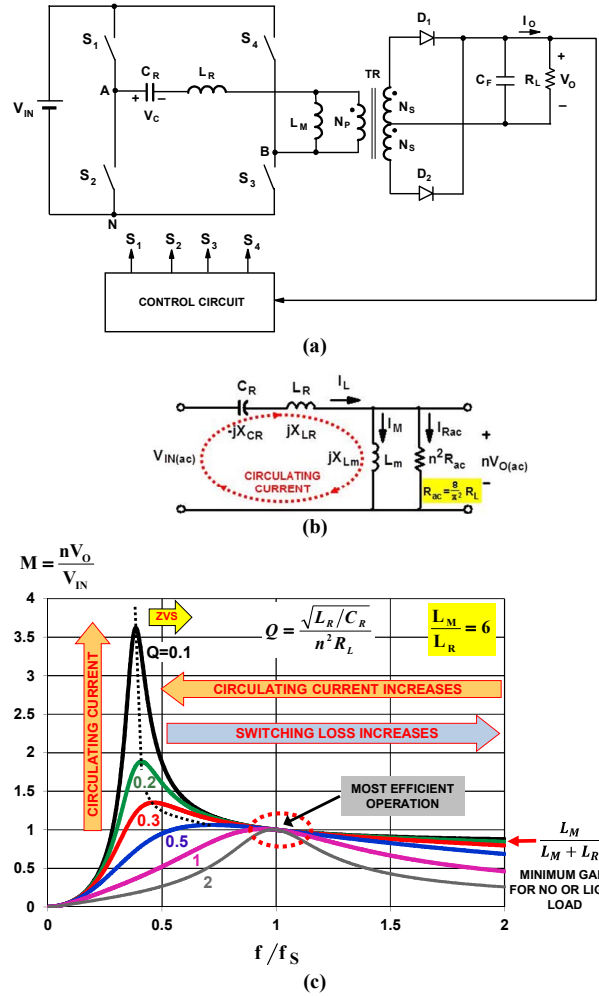 S1
S4
D1
IO
CR
LR
TR
NS
A
+
−
VC
VIN
LM
NP
CF
RL
+
VO
−
B
NS
S2
S3
D2
N
S1 S2 S3 S4
CONTROL CIRCUIT
(a)
CR
LR
IL
-jXCR
jXLR
IM
IRac
+
VIN(ac)
jXLm
Lm
n²Rac
nVO(ac)
CIRCULATING
CURRENT
−
Rac = 8/π² RL
(b)
M = nVO/VIN
4
ZVS
Q = √(LR/CR) / n²RL
LM/LR = 6
3.5
Q=0.1
3
CIRCULATING CURRENT
CIRCULATING CURRENT INCREASES
2.5
SWITCHING LOSS INCREASES
2
0.2
MOST EFFICIENT
OPERATION
1.5
0.3
1
0.5
LM / LM + LR
1
MINIMUM GAI
FOR NO OR LIG
LOAD
0.5
2
0
0 0.5 1 1.5 2
f/fS
(c)